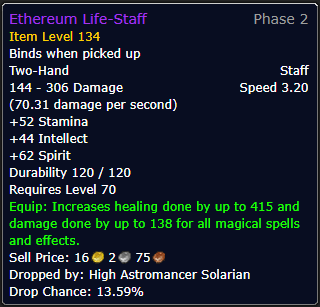 Ethereum Life-Staff Phase 2
Item Level 134
Binds when picked up
Two-Hand Staff
144 - 306 Damage Speed 3.20
(70.31 damage per second)
+52 Stamina
+44 Intellect
+62 Spirit
Durability 120 / 120
Requires Level 70
Equip: Increases healing done by up to 415 and
damage done by up to 138 for all magical spells
and effects.
Sell Price: 16 2 75
Dropped by: High Astromancer Solarian
Drop Chance: 13.59%